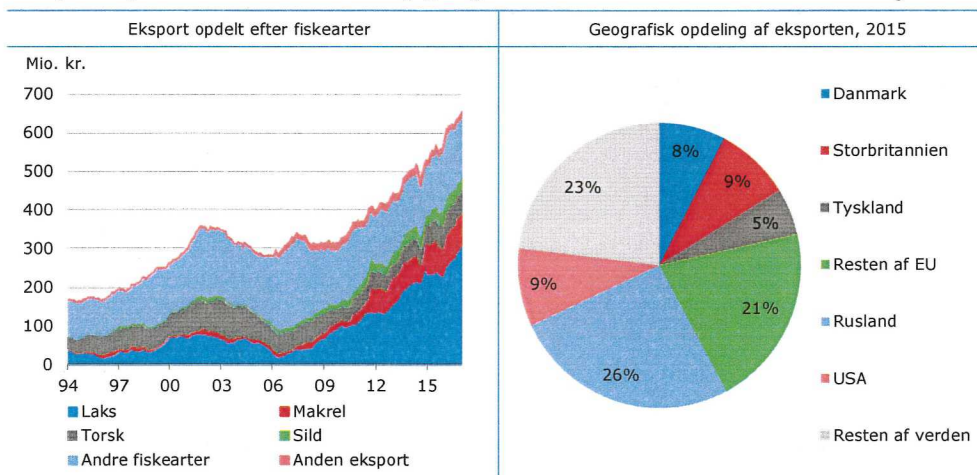 Eksport opdelt efter fiskearter
Mio. kr.
700
600
500
400
300
200
100
0
94 97 00 03 06 09 12 15
Laks Makrel
Torsk Sild
Andre fiskearter Anden eksport
Geografisk opdeling af eksporten, 2015
8%
9%
5%
21%
26%
9%
23%
Danmark
Storbritannien
Tyskland
Resten af EU
Rusland
USA
Resten af verden